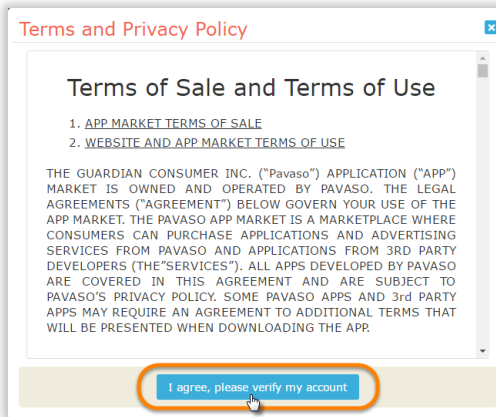 Terms and Privacy Policy
Terms of Sale and Terms of Use
1. APP MARKET TERMS OF SALE
2. WEBSITE AND APP MARKET TERMS OF USE
THE GUARDIAN CONSUMER INC. ("Pavaso") APPLICATION ("APP")
MARKET IS OWNED AND OPERATED BY PAVASO. THE LEGAL
AGREEMENTS ("AGREEMENT") BELOW GOVERN YOUR USE OF THE
APP MARKET. THE PAVASO APP MARKET IS A MARKETPLACE WHERE
CONSUMERS CAN PURCHASE APPLICATIONS AND ADVERTISING
SERVICES FROM PAVASO AND APPLICATIONS FROM 3RD PARTY
DEVELOPERS (THE"SERVICES"). ALL APPS DEVELOPED BY PAVASO
ARE COVERED IN THIS AGREEMENT AND ARE SUBJECT TO
PAVASO'S PRIVACY POLICY. SOME PAVASO APPS AND 3rd PARTY
APPS MAY REQUIRE AN AGREEMENT TO ADDITIONAL TERMS THAT
WILL BE PRESENTED WHEN DOWNLOADING THE APP.
I agree, please verify my account